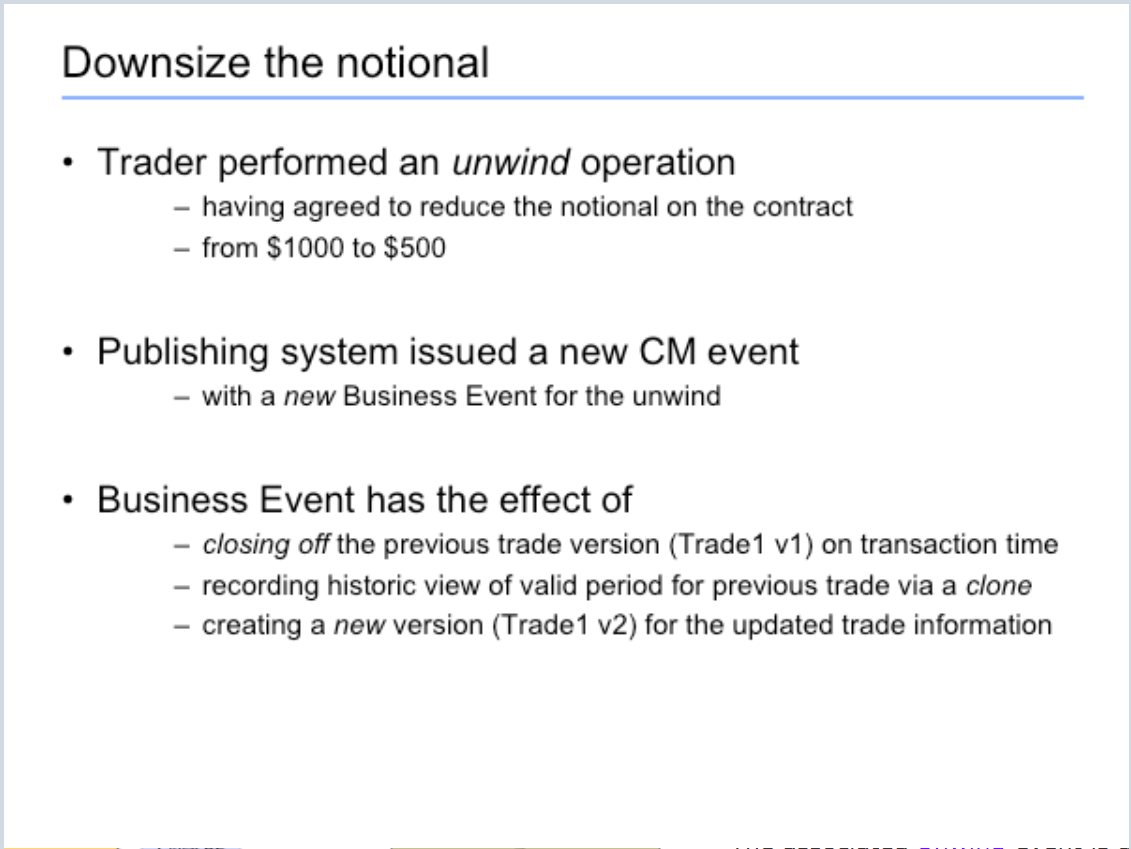 Downsize the notional
• Trader performed an unwind operation
– having agreed to reduce the notional on the contract
– from $1000 to $500
• Publishing system issued a new CM event
– with a new Business Event for the unwind
• Business Event has the effect of
– closing off the previous trade version (Trade1 v1) on transaction time
– recording historic view of valid period for previous trade via a clone
– creating a new version (Trade1 v2) for the updated trade information